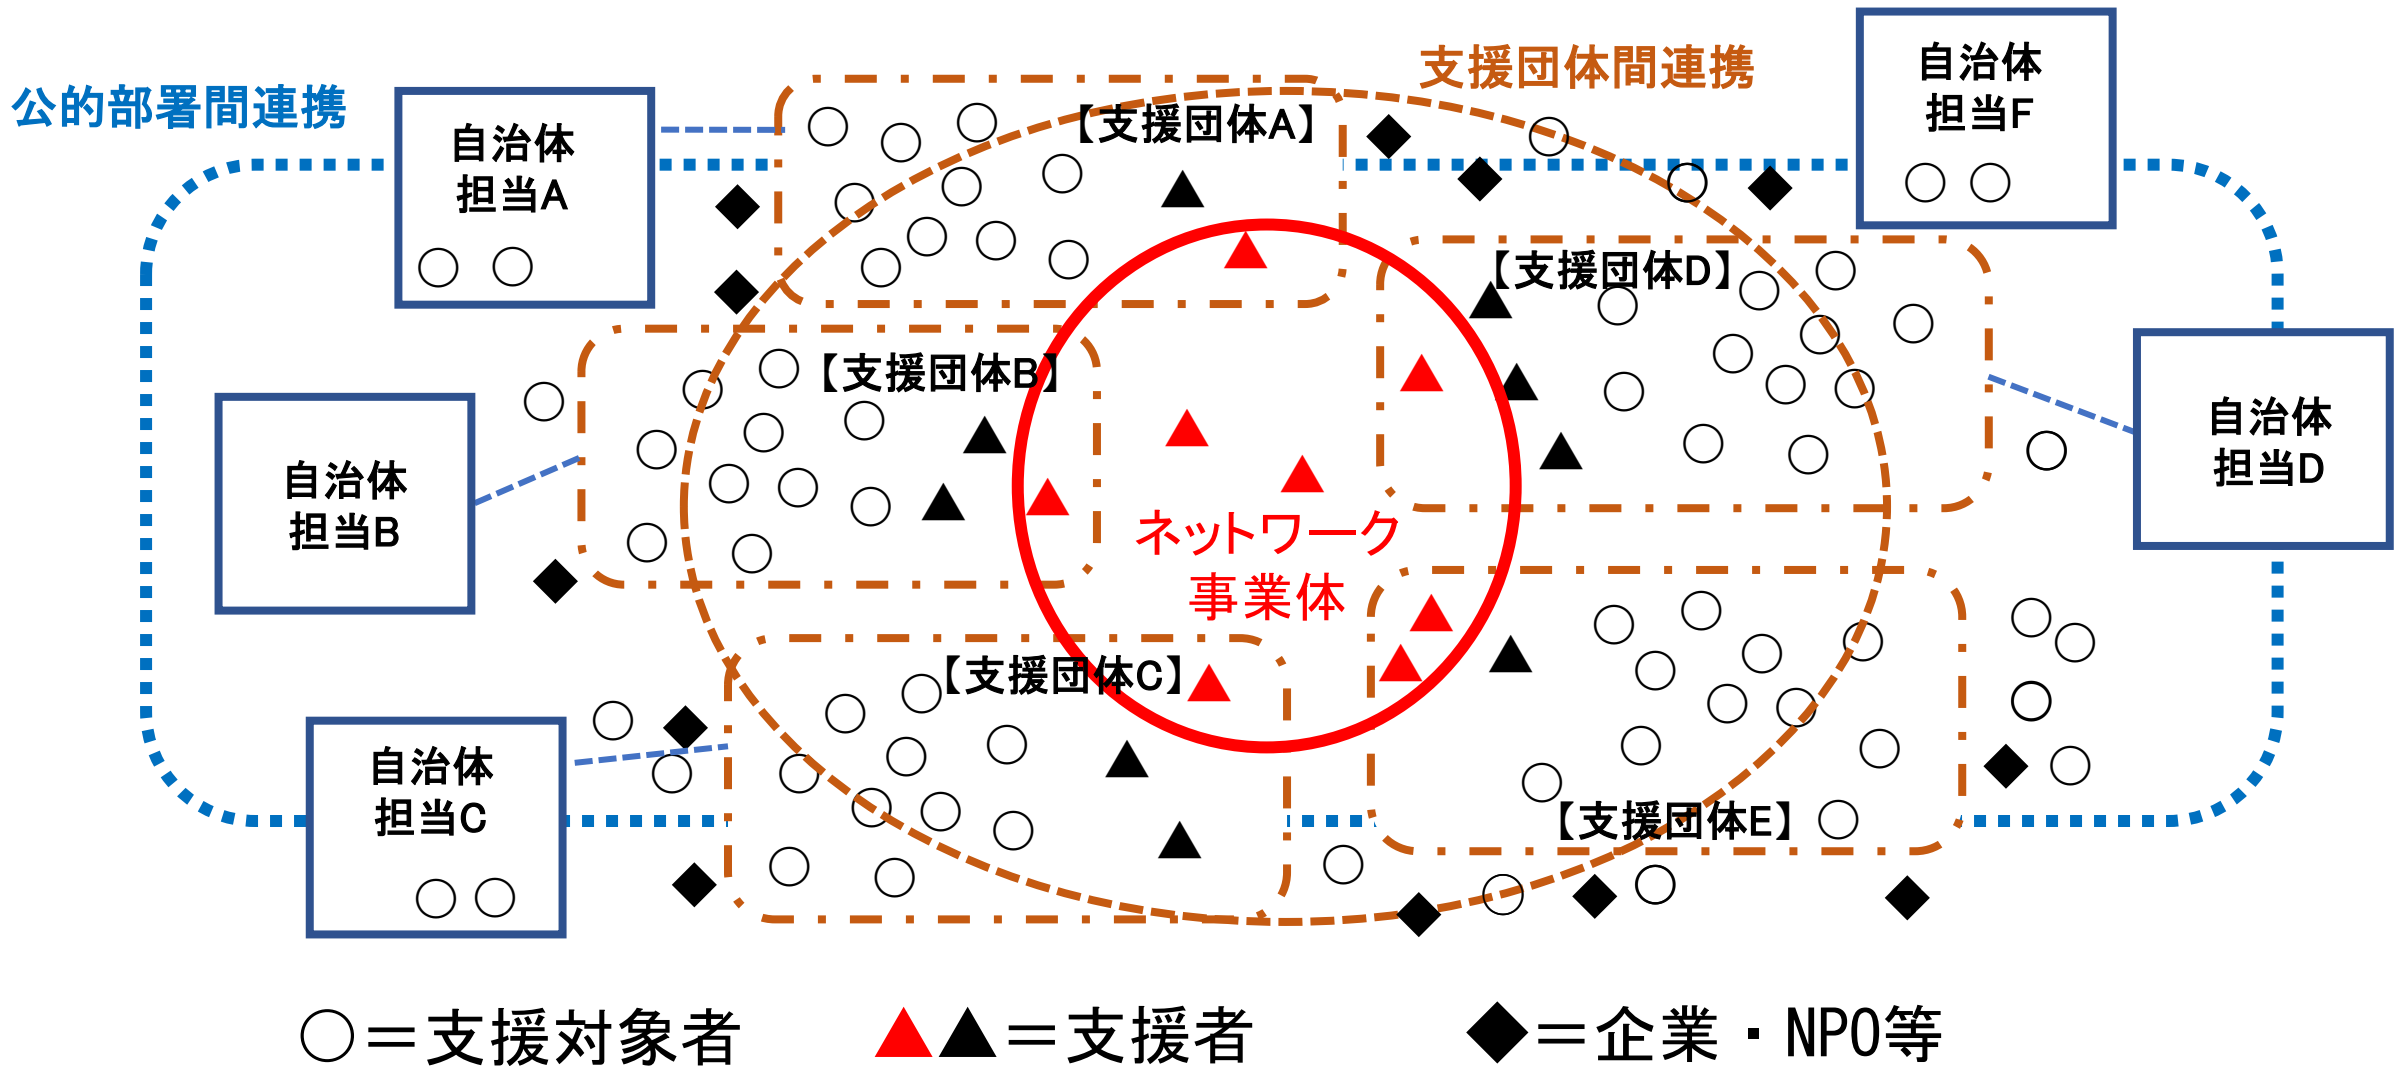 公的部署間連携
支援団体間連携
自治体
担当A
【支援団体A】
自治体
担当F
【支援団体D】
【支援団体B】
自治体
担当B
自治体
担当D
ネットワーク
事業体
【支援団体C】
自治体
担当C
【支援団体E】
○＝支援対象者
▲▲＝支援者
◆＝企業・NPO等